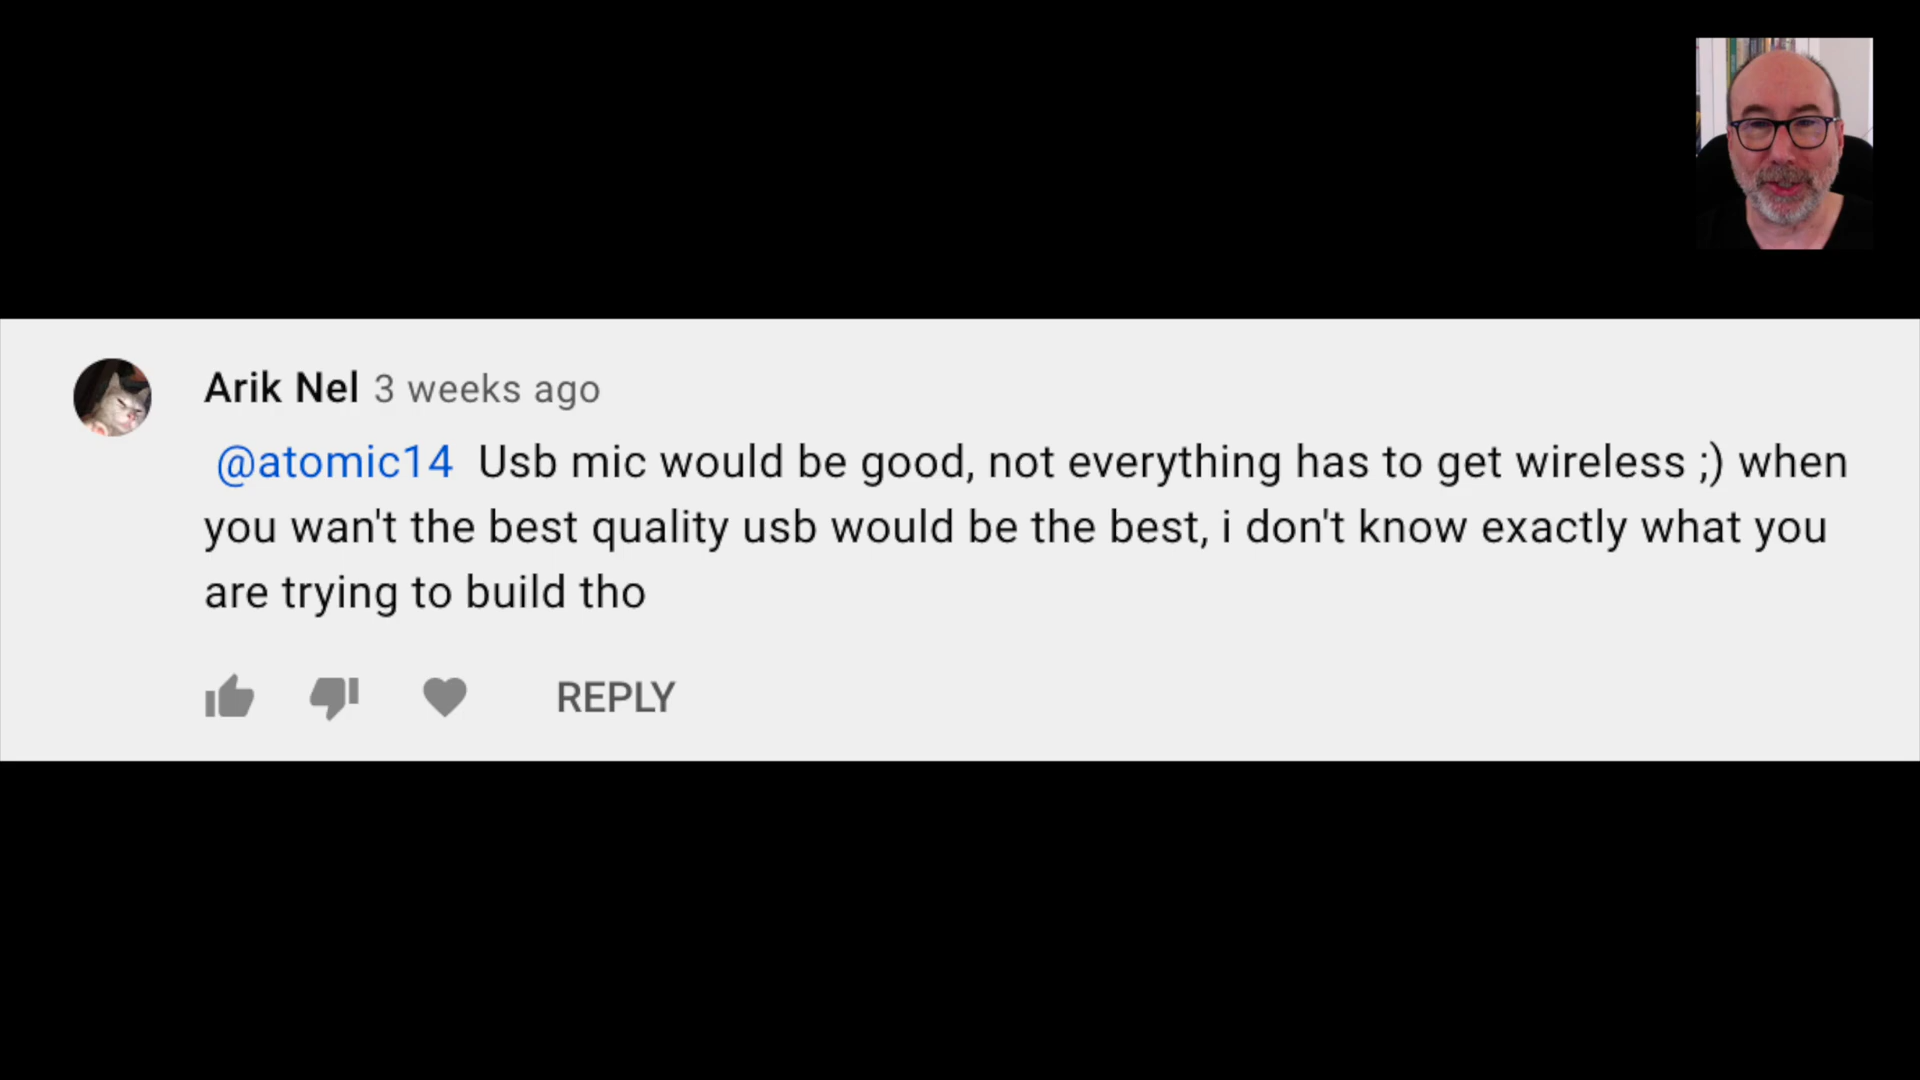 Arik Nel 3 weeks ago
@atomic14 Usb mic would be good, not everything has to get wireless ;) when
you wan't the best quality usb would be the best, i don't know exactly what you
are trying to build tho
REPLY